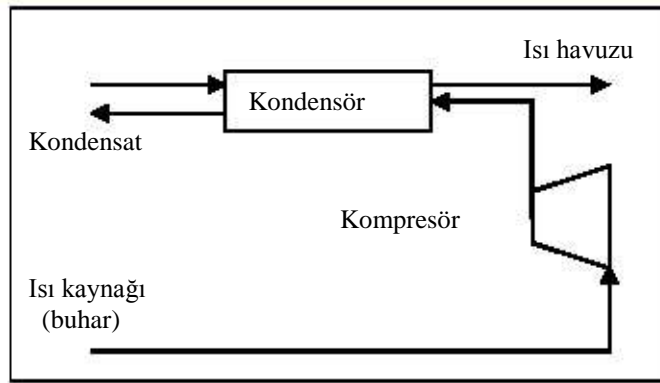 Isı havuzu
Kondensör
Kondensat
Kompresör
Isı kaynağı
(buhar)